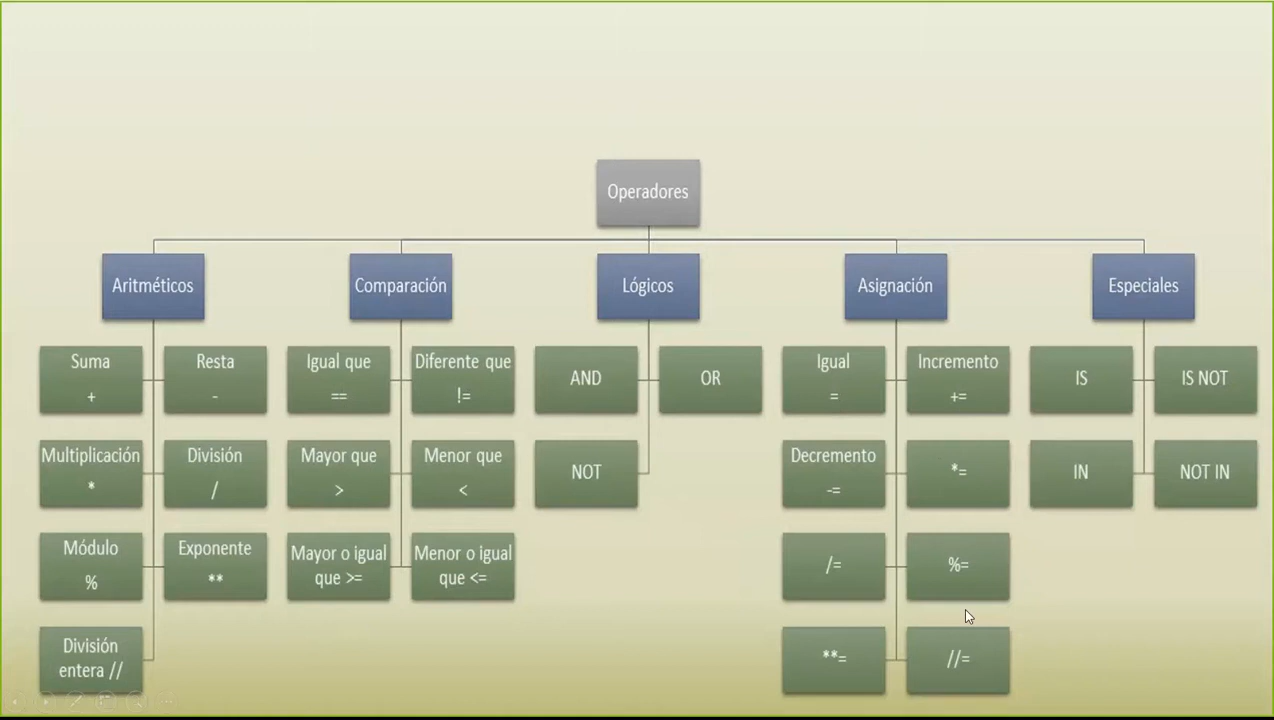 Operadores
Aritméticos
Comparación
Lógicos
Asignación
Especiales
Suma
+
Resta
-
Igual que
==
Diferente que
!=
AND
OR
Igual
=
Incremento
+=
IS
IS NOT
Multiplicación
*
División
/
Mayor que
>
Menor que
<
NOT
Decremento
-=
*=
IN
NOT IN
Módulo
%
Exponente
**
Mayor o igual
que >=
Menor o igual
que <=
/=
%=
División
entera //
**=
//=